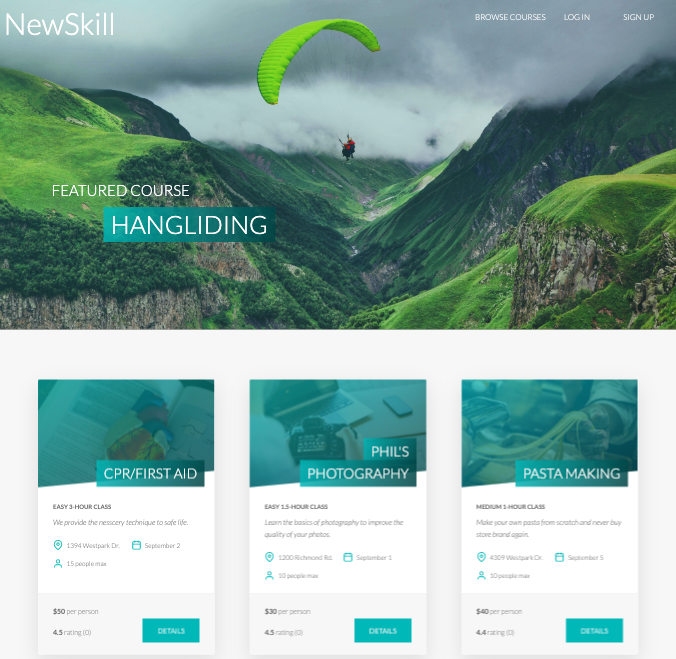 NewSkill
BROWSE COURSES LOG IN SIGN UP
FEATURED COURSE
HANGLIDING
CPR/FIRST AID
EASY 3-HOUR CLASS
We provide the nesscery technique to safe life.
1394 Westpark Dr. September 2
15 people max
$50 per person
4.5 rating (0)
DETAILS
PHIL'S
PHOTOGRAPHY
EASY 1.5-HOUR CLASS
Learn the basics of photography to improve the
quality of your photos.
1200 Richmond Rd. September 1
10 people max
$30 per person
4.5 rating (0)
DETAILS
PASTA MAKING
MEDIUM 1-HOUR CLASS
Make your own pasta from scratch and never buy
store brand again.
4309 Westpark Dr. September 5
10 people max
$40 per person
4.4 rating (0)
DETAILS